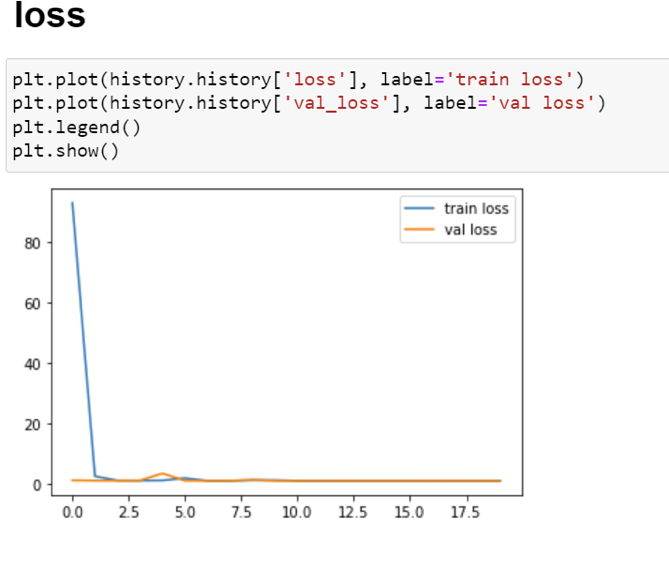 loss
plt.plot(history.history['loss'], label='train loss')
plt.plot(history.history['val_loss'], label='val loss')
plt.legend()
plt.show()
train loss
val loss
80
60
40
20
0
0.0 2.5 5.0 7.5 10.0 12.5 15.0 17.5